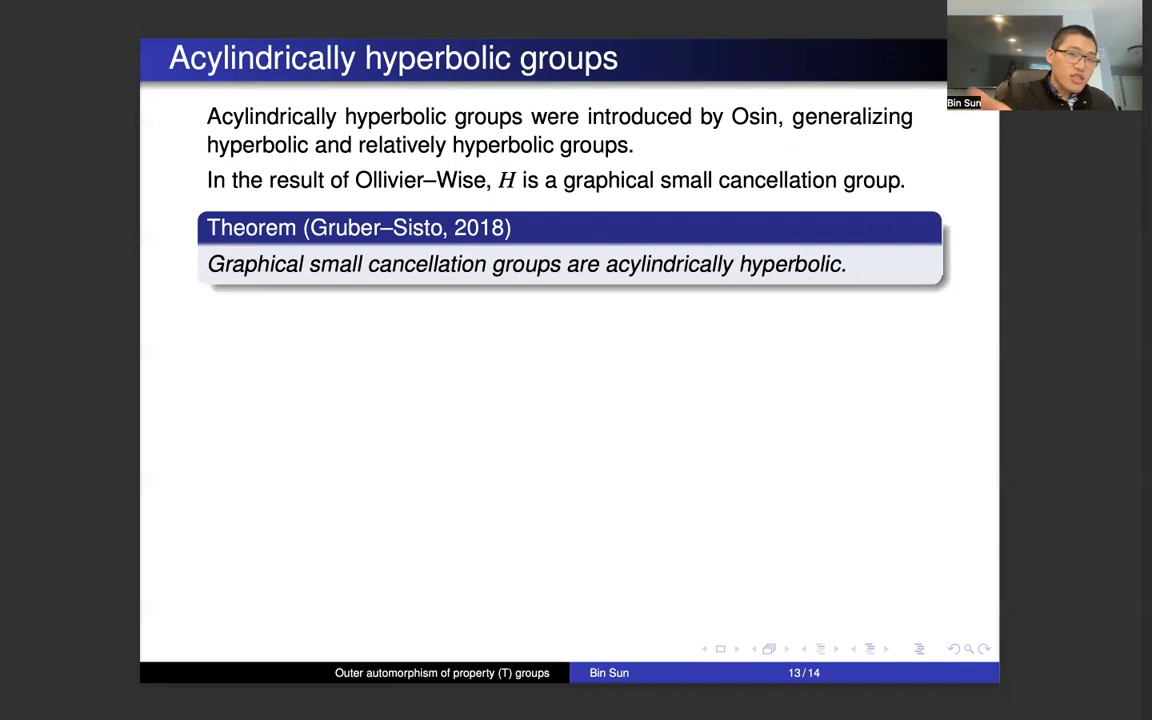 Acylindrically hyperbolic groups
Bin Sun
Acylindrically hyperbolic groups were introduced by Osin, generalizing
hyperbolic and relatively hyperbolic groups.
In the result of Ollivier–Wise, H is a graphical small cancellation group.
Theorem (Gruber–Sisto, 2018)
Graphical small cancellation groups are acylindrically hyperbolic.
Outer automorphism of property (T) groups
Bin Sun
13 / 14